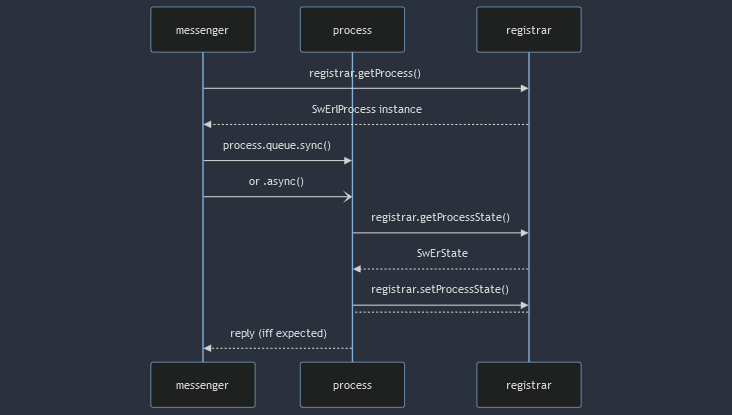 messenger
process
registrar
registrar.getProcess()
SwErlProcess instance
process.queue.sync()
or .async()
registrar.getProcessState()
SwErState
registrar.setProcessState()
reply (iff expected)
messenger
process
registrar